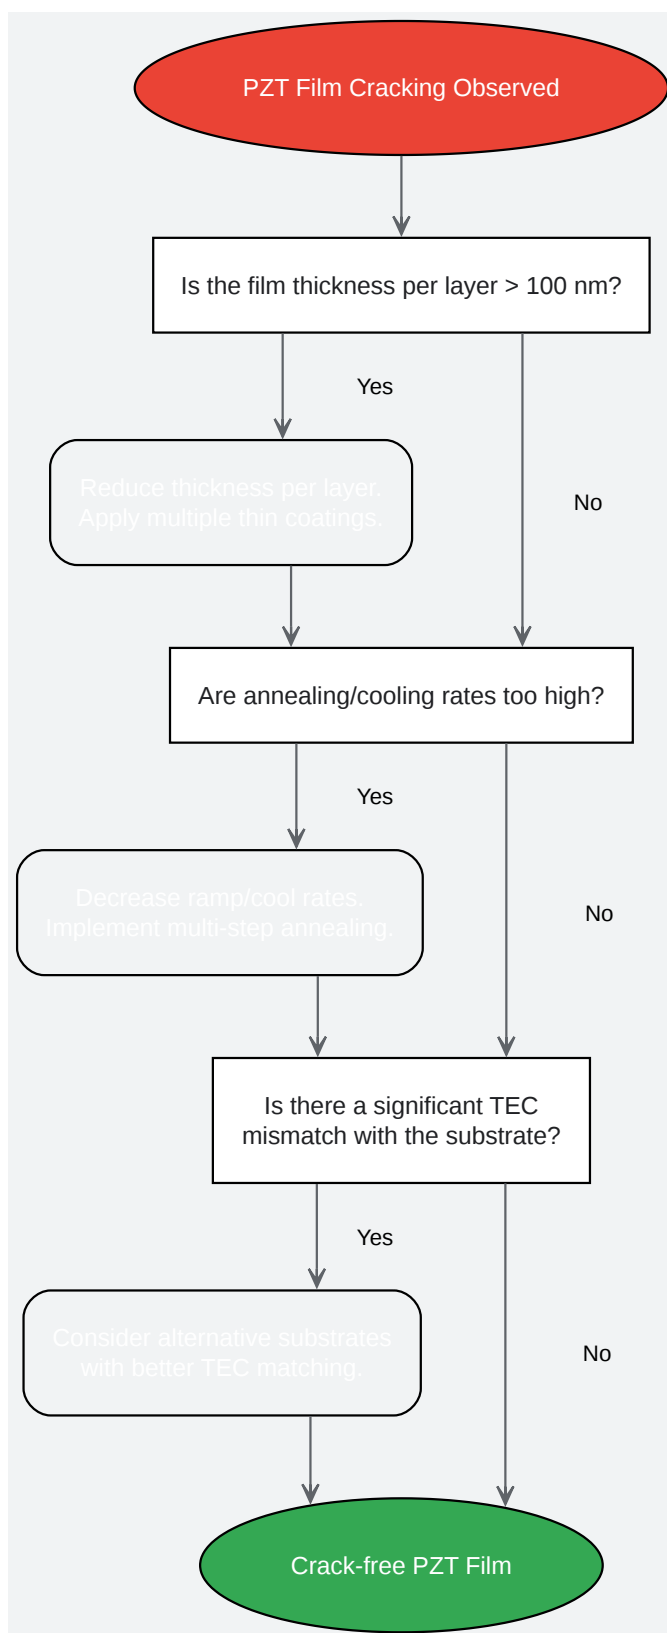 PZT Film Cracking Observed
Is the film thickness per layer > 100 nm?
Yes
Reduce thickness per layer.
Apply multiple thin coatings.
No
Are annealing/cooling rates too high?
Yes
Decrease ramp/cool rates.
Implement multi-step annealing.
No
Is there a significant TEC
mismatch with the substrate?
Yes
Consider alternative substrates
with better TEC matching.
No
Crack-free PZT Film